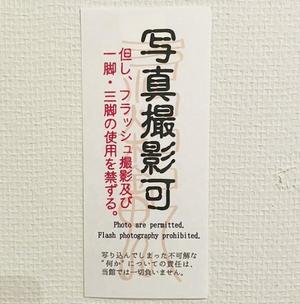 写真撮影可
但し、フラッシュ撮影及び
一脚・三脚の使用を禁ずる。
Photo are permitted.
Flash photography prohibited.
写り込んでしまった不可解な
"何か"についての責任は、
当館では一切負いません。